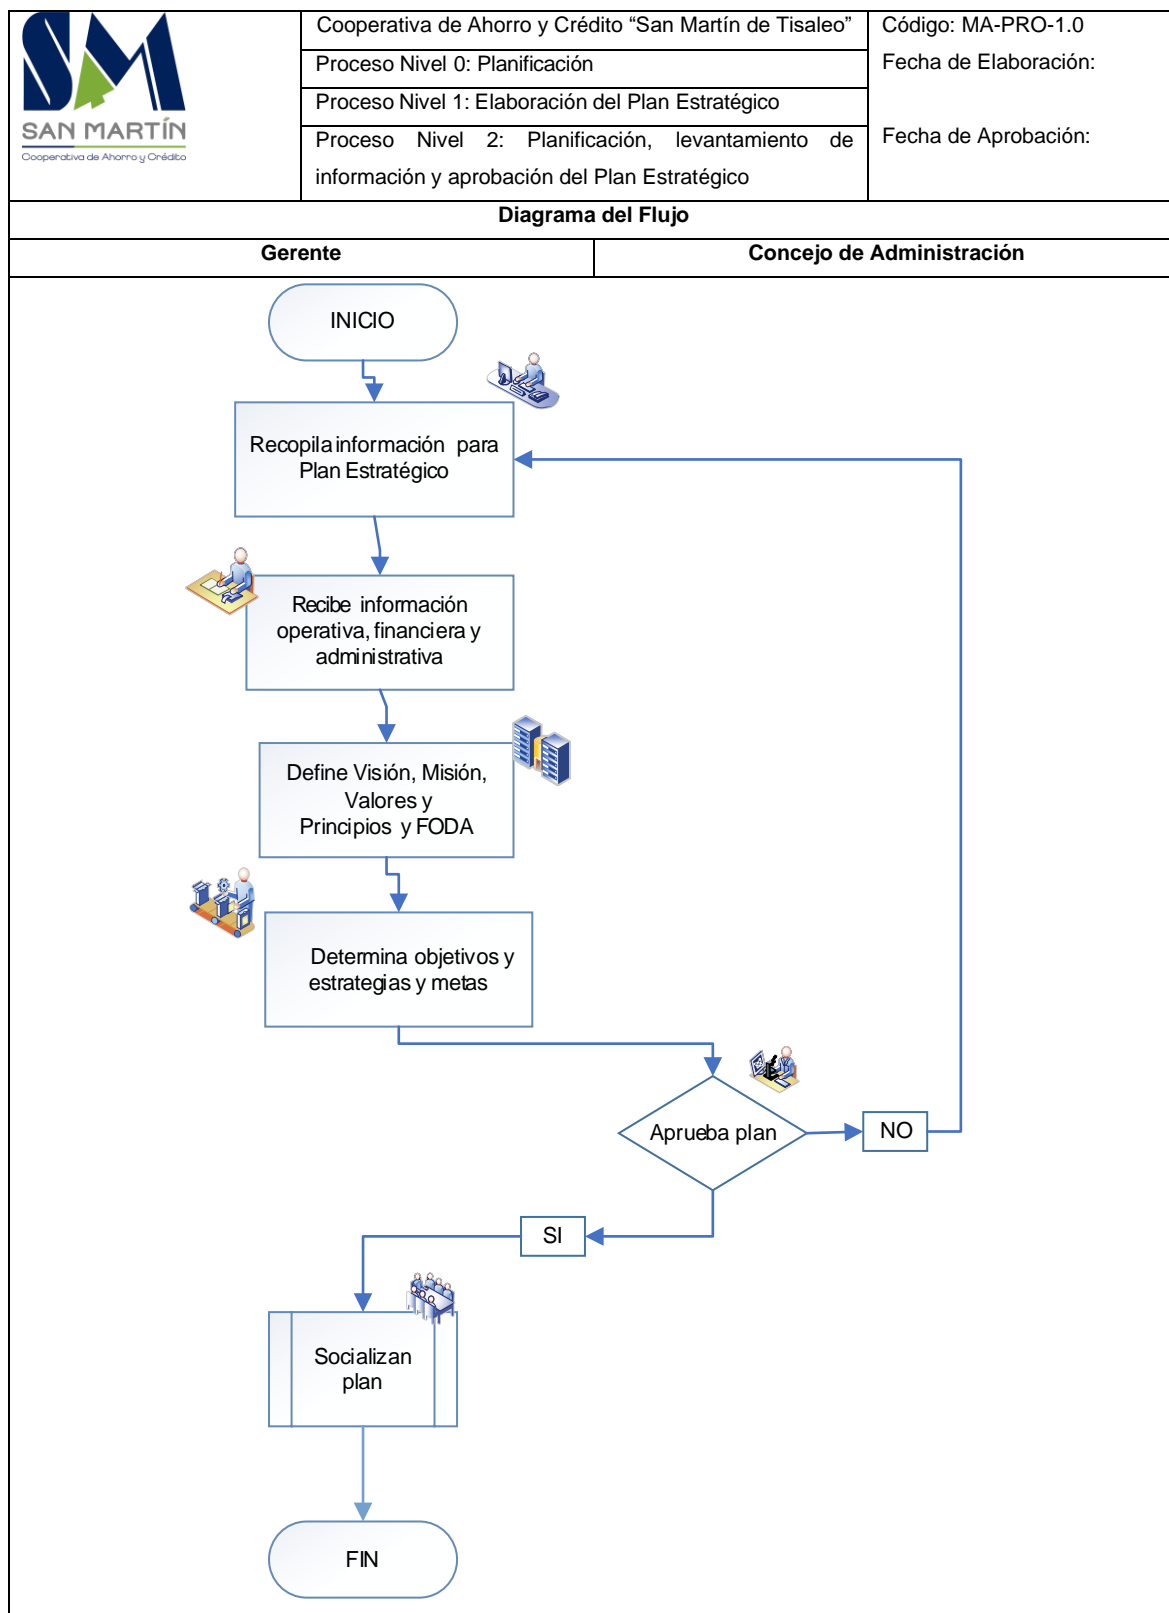 SM
SAN MARTÍN
Cooperativa de Ahorro y Crédito
Cooperativa de Ahorro y Crédito “San Martín de Tisaleo”
Proceso Nivel 0: Planificación
Proceso Nivel 1: Elaboración del Plan Estratégico
Proceso Nivel 2: Planificación, levantamiento de
información y aprobación del Plan Estratégico
Código: MA-PRO-1.0
Fecha de Elaboración:
Fecha de Aprobación:
Diagrama del Flujo
Gerente
Concejo de Administración
INICIO
Recopila información para
Plan Estratégico
Recibe información
operativa, financiera y
administrativa
Define Visión, Misión,
Valores y
Principios y FODA
Determina objetivos y
estrategias y metas
Aprueba plan
NO
SI
Socializan
plan
FIN